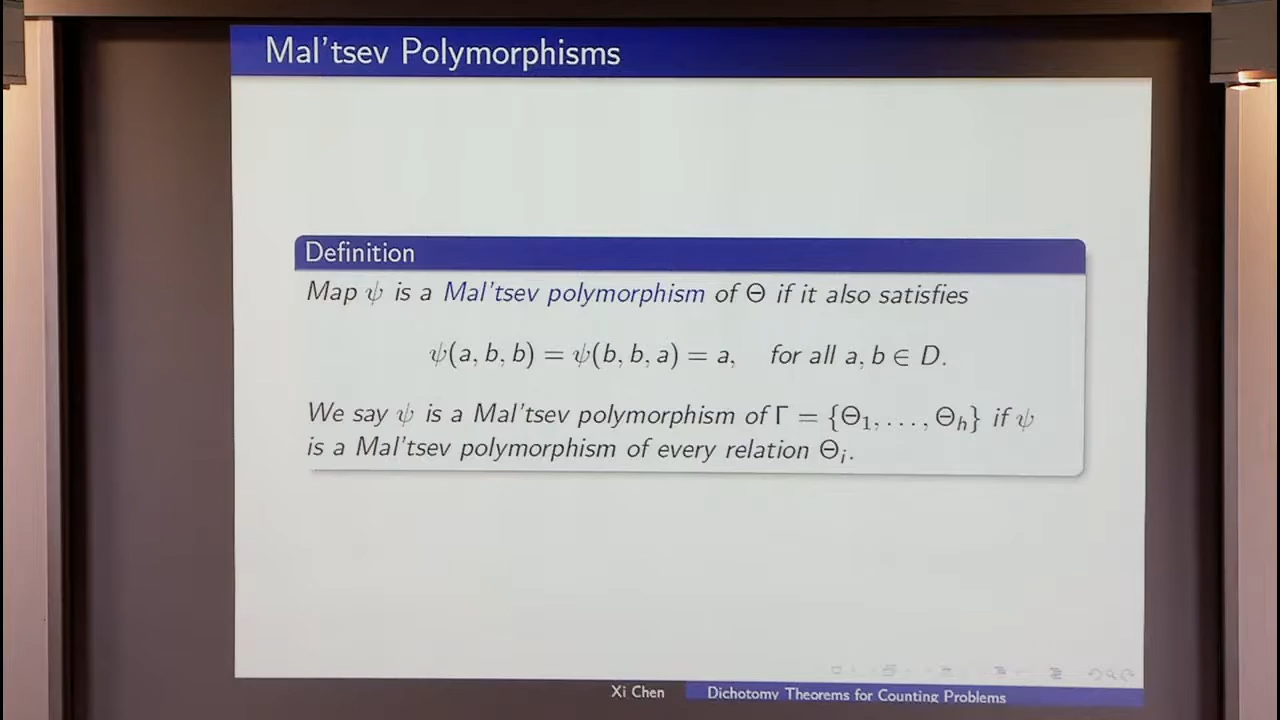 Mal'tsev Polymorphisms
Definition
Map ψ is a Mal'tsev polymorphism of Θ if it also satisfies
ψ(a, b, b) = ψ(b, b, a) = a, for all a, b ∈ D.
We say ψ is a Mal'tsev polymorphism of Γ = {Θ₁, . . . , Θₕ} if ψ
is a Mal'tsev polymorphism of every relation Θᵢ.
Xi Chen Dichotomy Theorems for Counting Problems